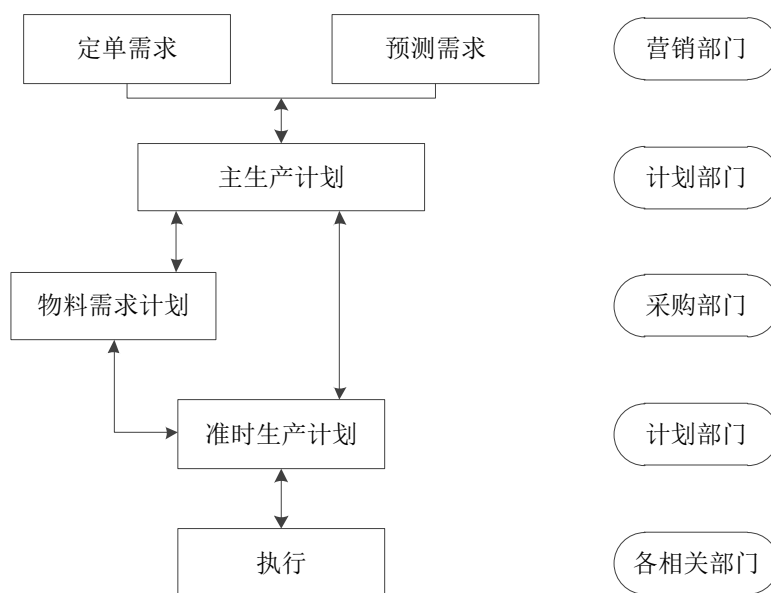 定单需求
预测需求
营销部门
主生产计划
计划部门
物料需求计划
采购部门
准时生产计划
计划部门
执行
各相关部门